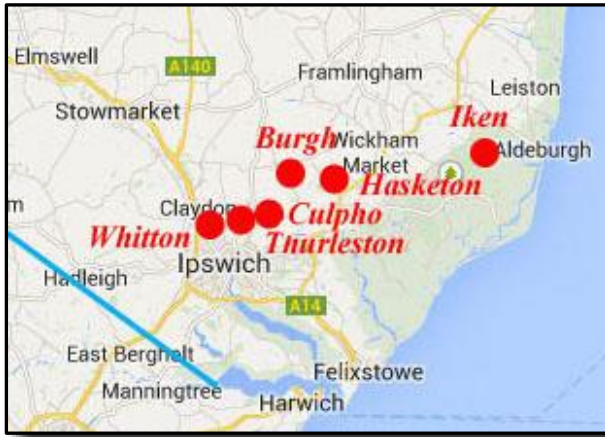 Elmswell
A140
Framlingham
Leiston
Stowmarket
Iken
Burgh
Wickham
Market
Aldeburgh
Hasketon
Claydon
Culpho
Whitton
Thurleston
m
Ipswich
Hadleigh
A14
East Bergholt
Felixstowe
Manningtree
Harwich